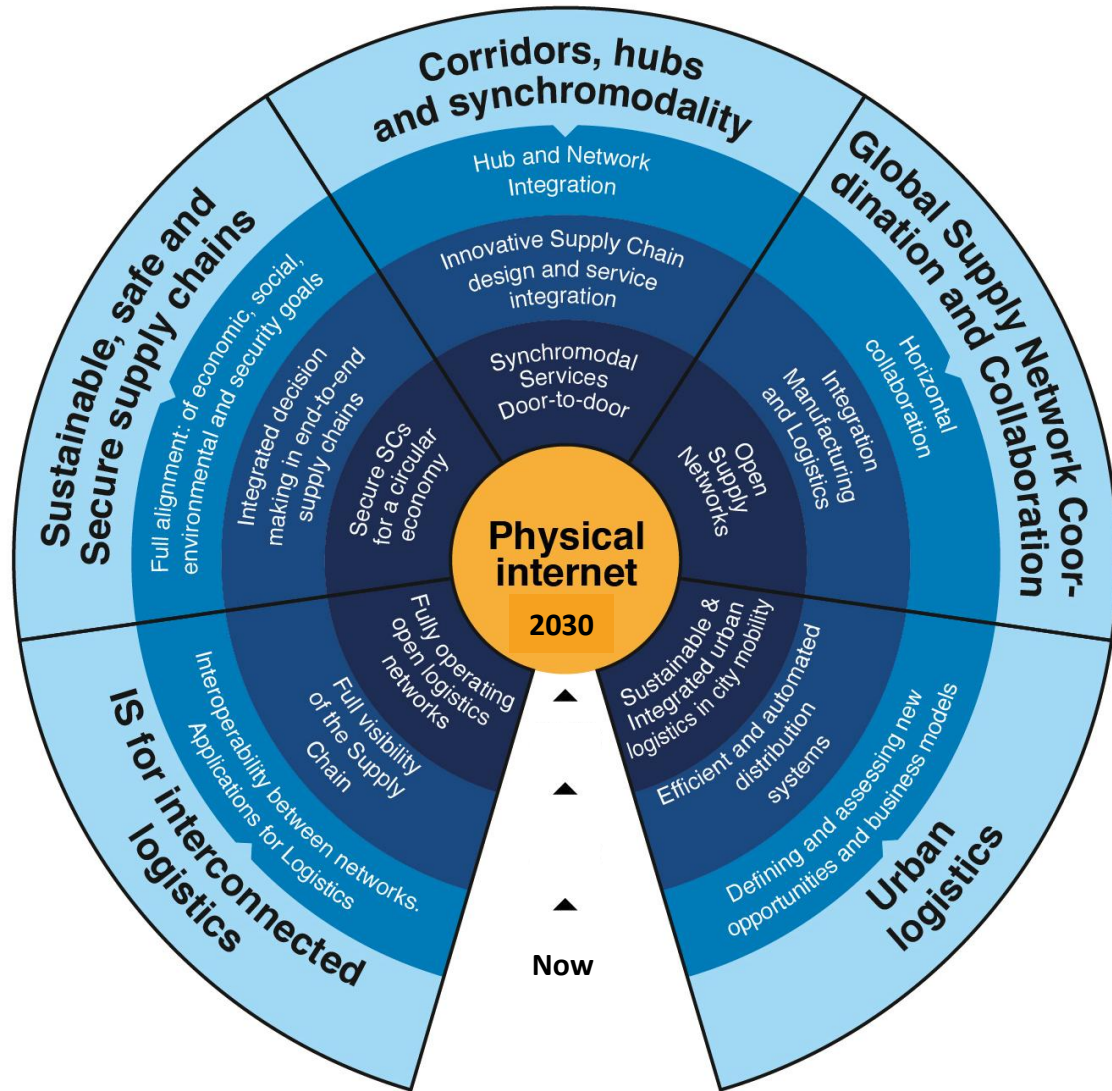 Corridors, hubs
and synchromodality
Hub and Network
Integration
Innovative Supply Chain
design and service
integration
Synchromodal
Services
Door-to-door
Global Supply Network Coor-
dination and Collaboration
Horizontal
collaboration
Integration
Manufacturing
and Logistics
Open
Supply
Networks
Urban
logistics
Defining and assessing new
opportunities and business models
Efficient and automated
distribution
systems
Sustainable &
Integrated urban
logistics in city mobility
IS for interconnected
logistics
Interoperability between networks.
Applications for Logistics
Full visibility
of the Supply
Chain
Fully operating
open logistics
networks
Sustainable, safe and
Secure supply chains
Full alignment: of economic, social,
environmental and security goals
Integrated decision
making in end-to-end
supply chains
Secure SCs
for a circular
economy
Physical
internet
2030
Now